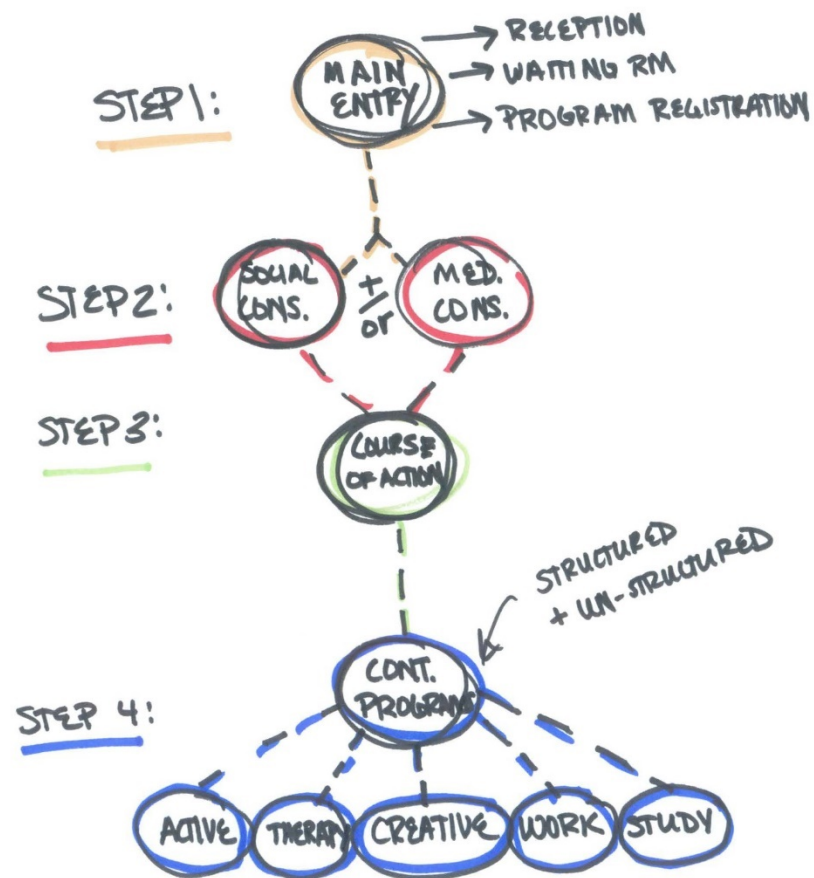 STEP 1:
MAIN
ENTRY
RECEPTION
WAITING RM
PROGRAM REGISTRATION
STEP 2:
SOCIAL
CONS.
+
or
MED.
CONS.
STEP 3:
COURSE
OF ACTION
STRUCTURED
+ UN-STRUCTURED
STEP 4:
CONT.
PROGRAMS
ACTIVE
THERAPY
CREATIVE
WORK
STUDY